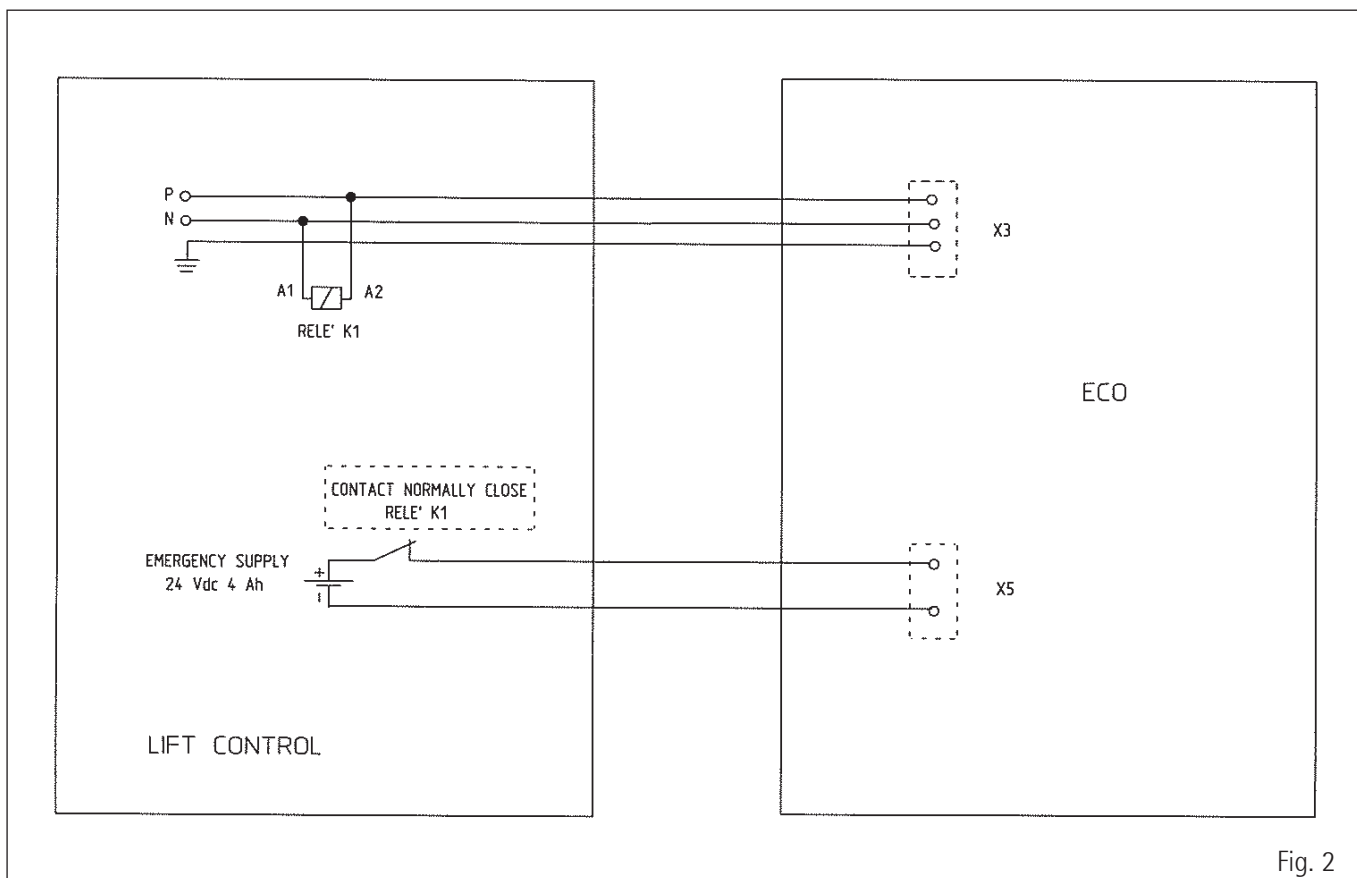 P
N
X3
A1 A2
RELE' K1
ECO
CONTACT NORMALLY CLOSE
RELE' K1
EMERGENCY SUPPLY
24 Vdc 4 Ah
+
-
X5
LIFT CONTROL
Fig. 2